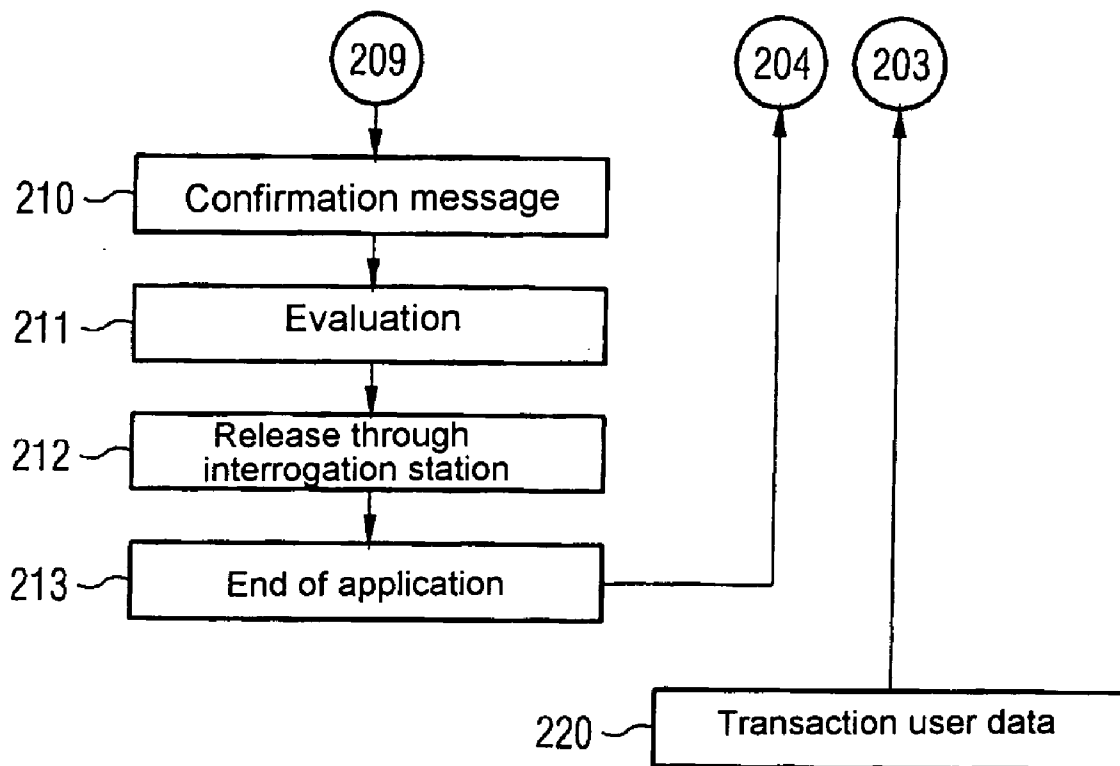 209
204
203
210
Confirmation message
211
Evaluation
212
Release through
interrogation station
213
End of application
220
Transaction user data